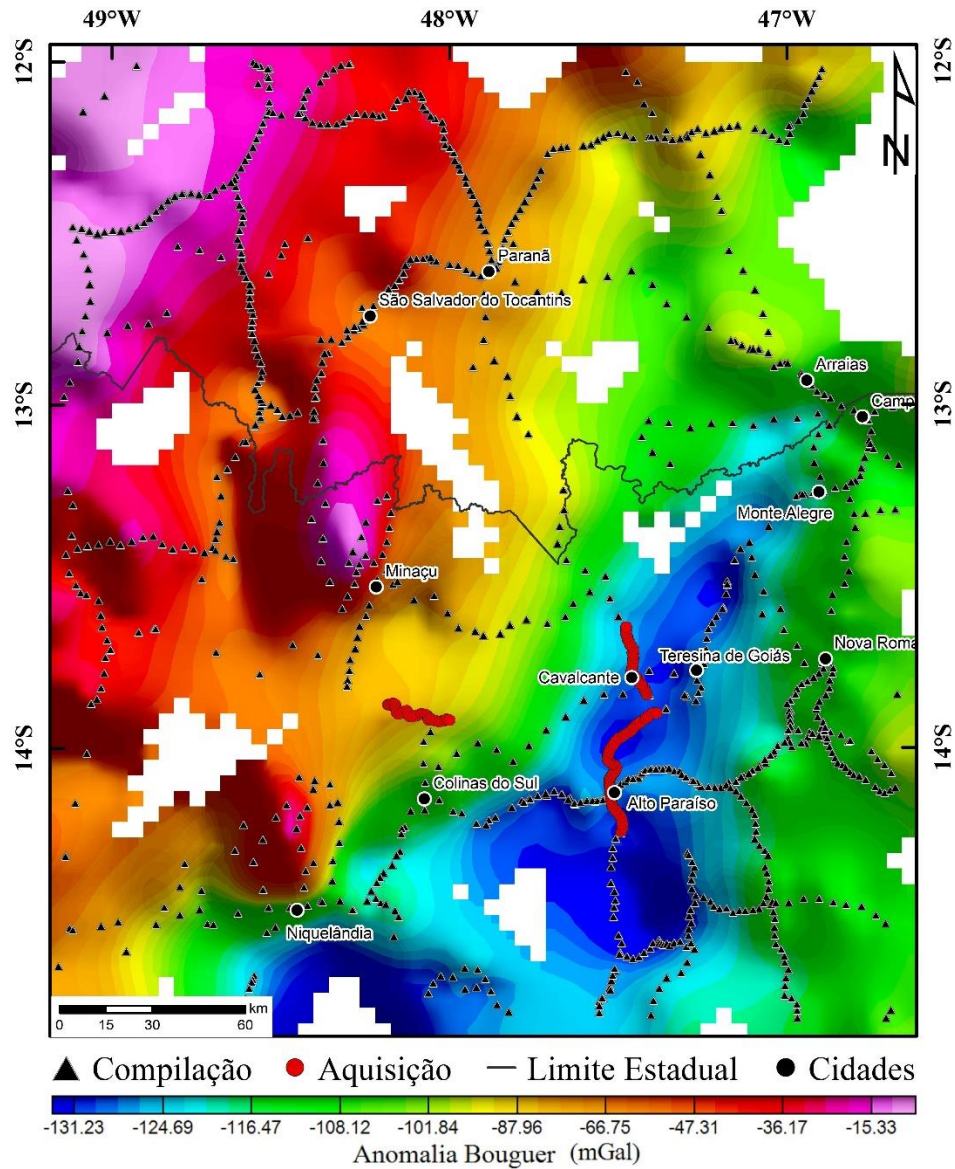 49°W 48°W 47°W
12°S 12°S
N
Paranã
São Salvador do Tocantins
Arraias
13°S 13°S
Camp
Monte Alegre
Minaçu
Nova Roma
Teresina de Goiás
Cavalcante
14°S 14°S
Colinas do Sul
Alto Paraíso
Niquelândia
km
0 15 30 60
Compilação Aquisição Limite Estadual Cidades
-131.23 -124.69 -116.47 -108.12 -101.84 -87.96 -66.75 -47.31 -36.17 -15.33
Anomalia Bouguer (mGal)